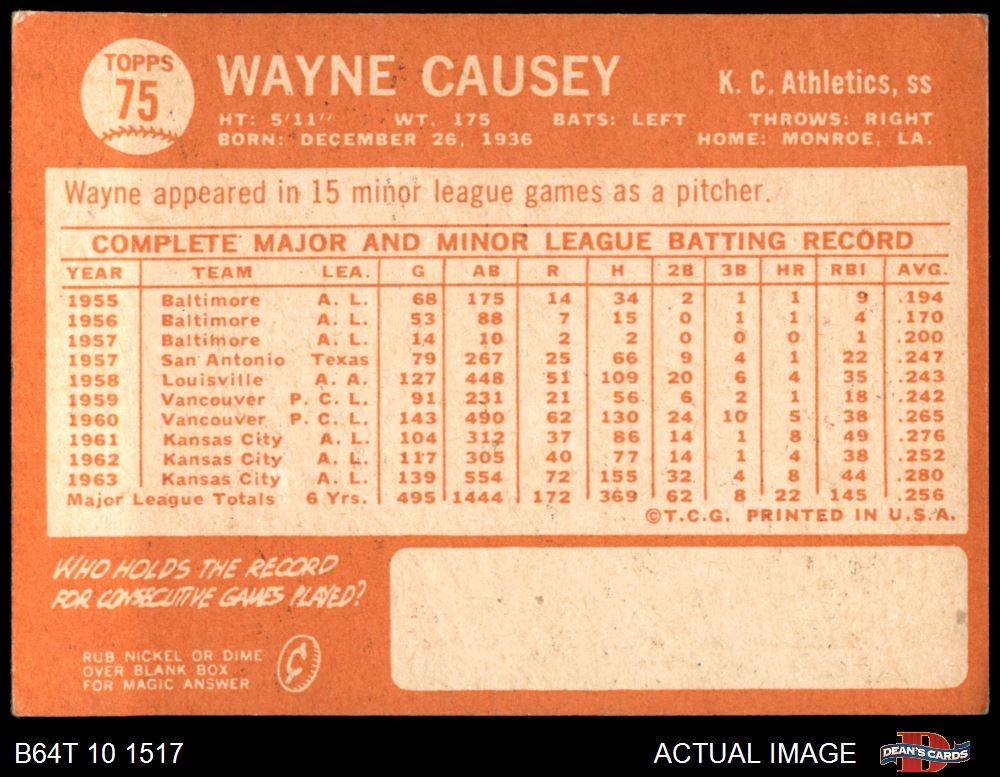 TOPPS
75
WAYNE CAUSEY
K. C. Athletics, ss
HT: 5'11" WT. 175 BATS: LEFT THROWS: RIGHT
BORN: DECEMBER 26, 1936 HOME: MONROE, LA.
Wayne appeared in 15 minor league games as a pitcher.
COMPLETE MAJOR AND MINOR LEAGUE BATTING RECORD
YEAR TEAM LEA. G AB R H 2B 3B HR RBI AVG.
1955 Baltimore A. L. 68 175 14 34 2 1 1 9 .194
1956 Baltimore A. L. 53 88 7 15 0 1 1 4 .170
1957 Baltimore A. L. 14 10 2 2 0 0 0 1 .200
1957 San Antonio Texas 79 267 25 66 9 4 1 22 .247
1958 Louisville A. A. 127 448 51 109 20 6 4 35 .243
1959 Vancouver P. C. L. 91 231 21 56 6 2 1 18 .242
1960 Vancouver P. C. L. 143 490 62 130 24 10 5 38 .265
1961 Kansas City A. L. 104 312 37 86 14 1 8 49 .276
1962 Kansas City A. L. 117 305 40 77 14 1 4 38 .252
1963 Kansas City A. L. 139 554 72 155 32 4 8 44 .280
Major League Totals 6 Yrs. 495 1444 172 369 62 8 22 145 .256
©T.C.G. PRINTED IN U.S.A.
WHO HOLDS THE RECORD
FOR CONSECUTIVE GAMES PLAYED?
RUB NICKEL OR DIME
OVER BLANK BOX
FOR MAGIC ANSWER
¢
B64T 10 1517
ACTUAL IMAGE
D
DEAN'S CARDS